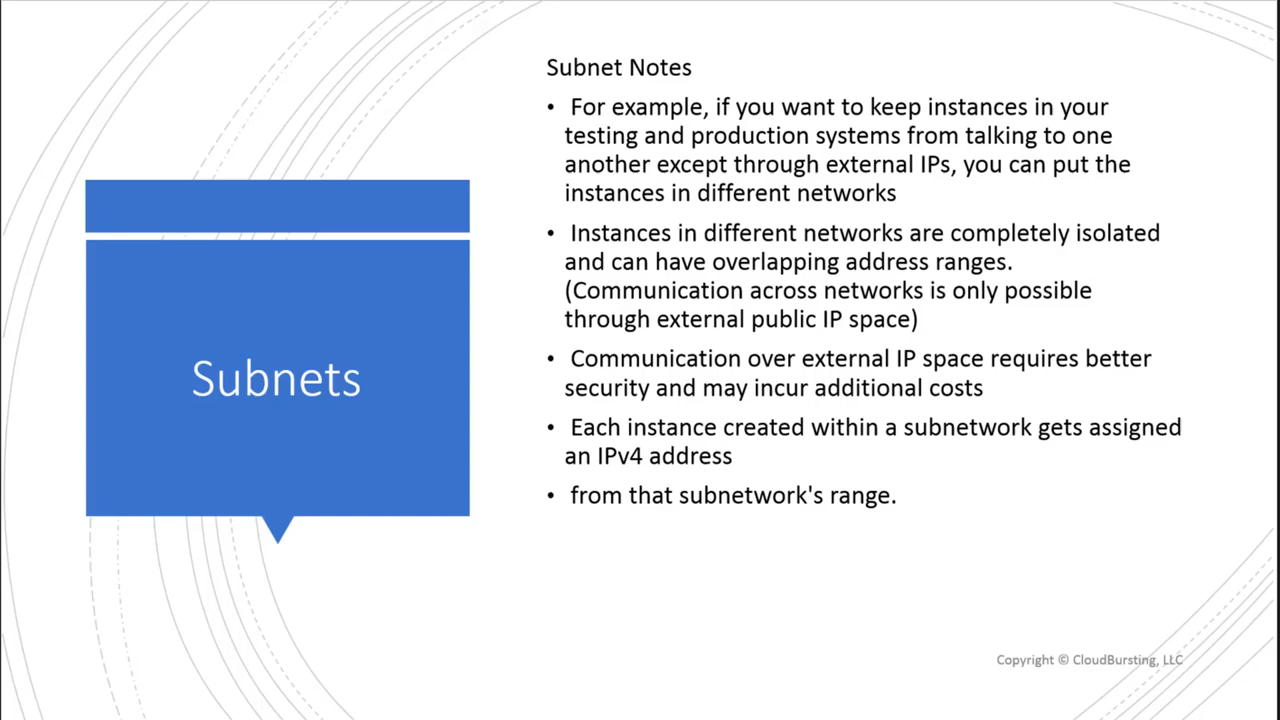 Subnets
Subnet Notes
• For example, if you want to keep instances in your
testing and production systems from talking to one
another except through external IPs, you can put the
instances in different networks
• Instances in different networks are completely isolated
and can have overlapping address ranges.
(Communication across networks is only possible
through external public IP space)
• Communication over external IP space requires better
security and may incur additional costs
• Each instance created within a subnetwork gets assigned
an IPv4 address
• from that subnetwork's range.
Copyright © CloudBursting, LLC